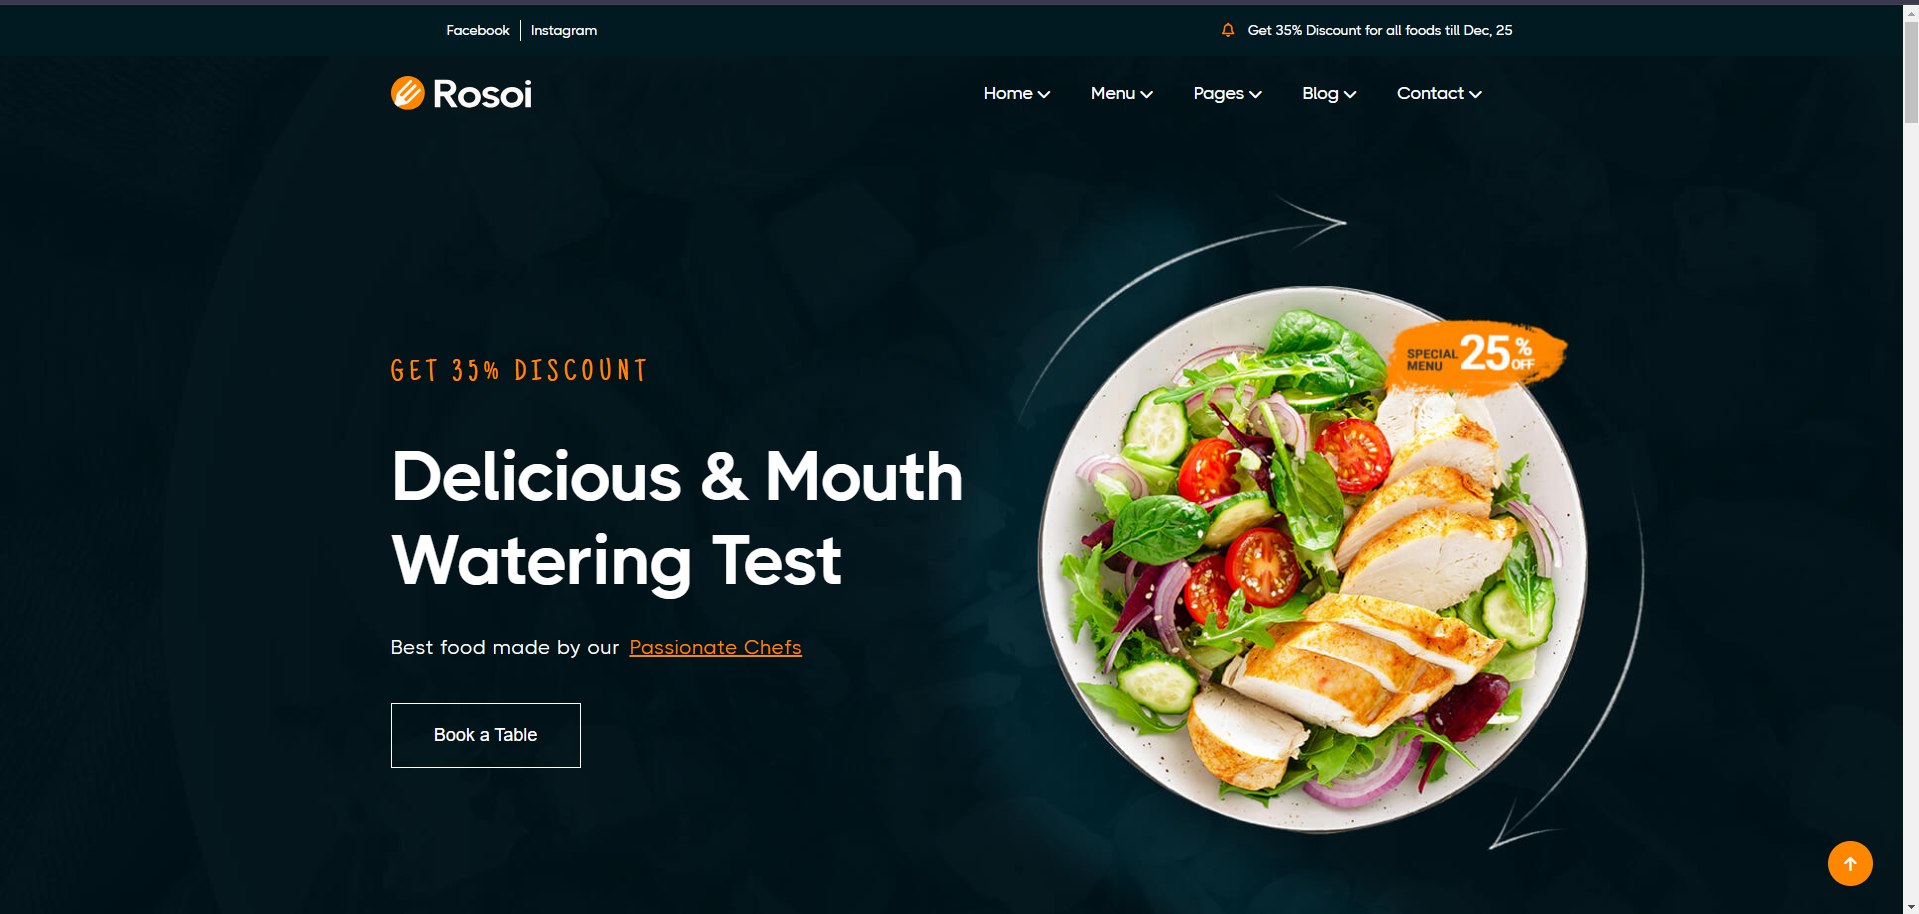 Facebook
Instagram
Get 35% Discount for all foods till Dec, 25
Rosoi
Home
Menu
Pages
Blog
Contact
GET 35% DISCOUNT
Delicious & Mouth
Watering Test
Best food made by our Passionate Chefs
Book a Table
SPECIAL
MENU
25%
OFF